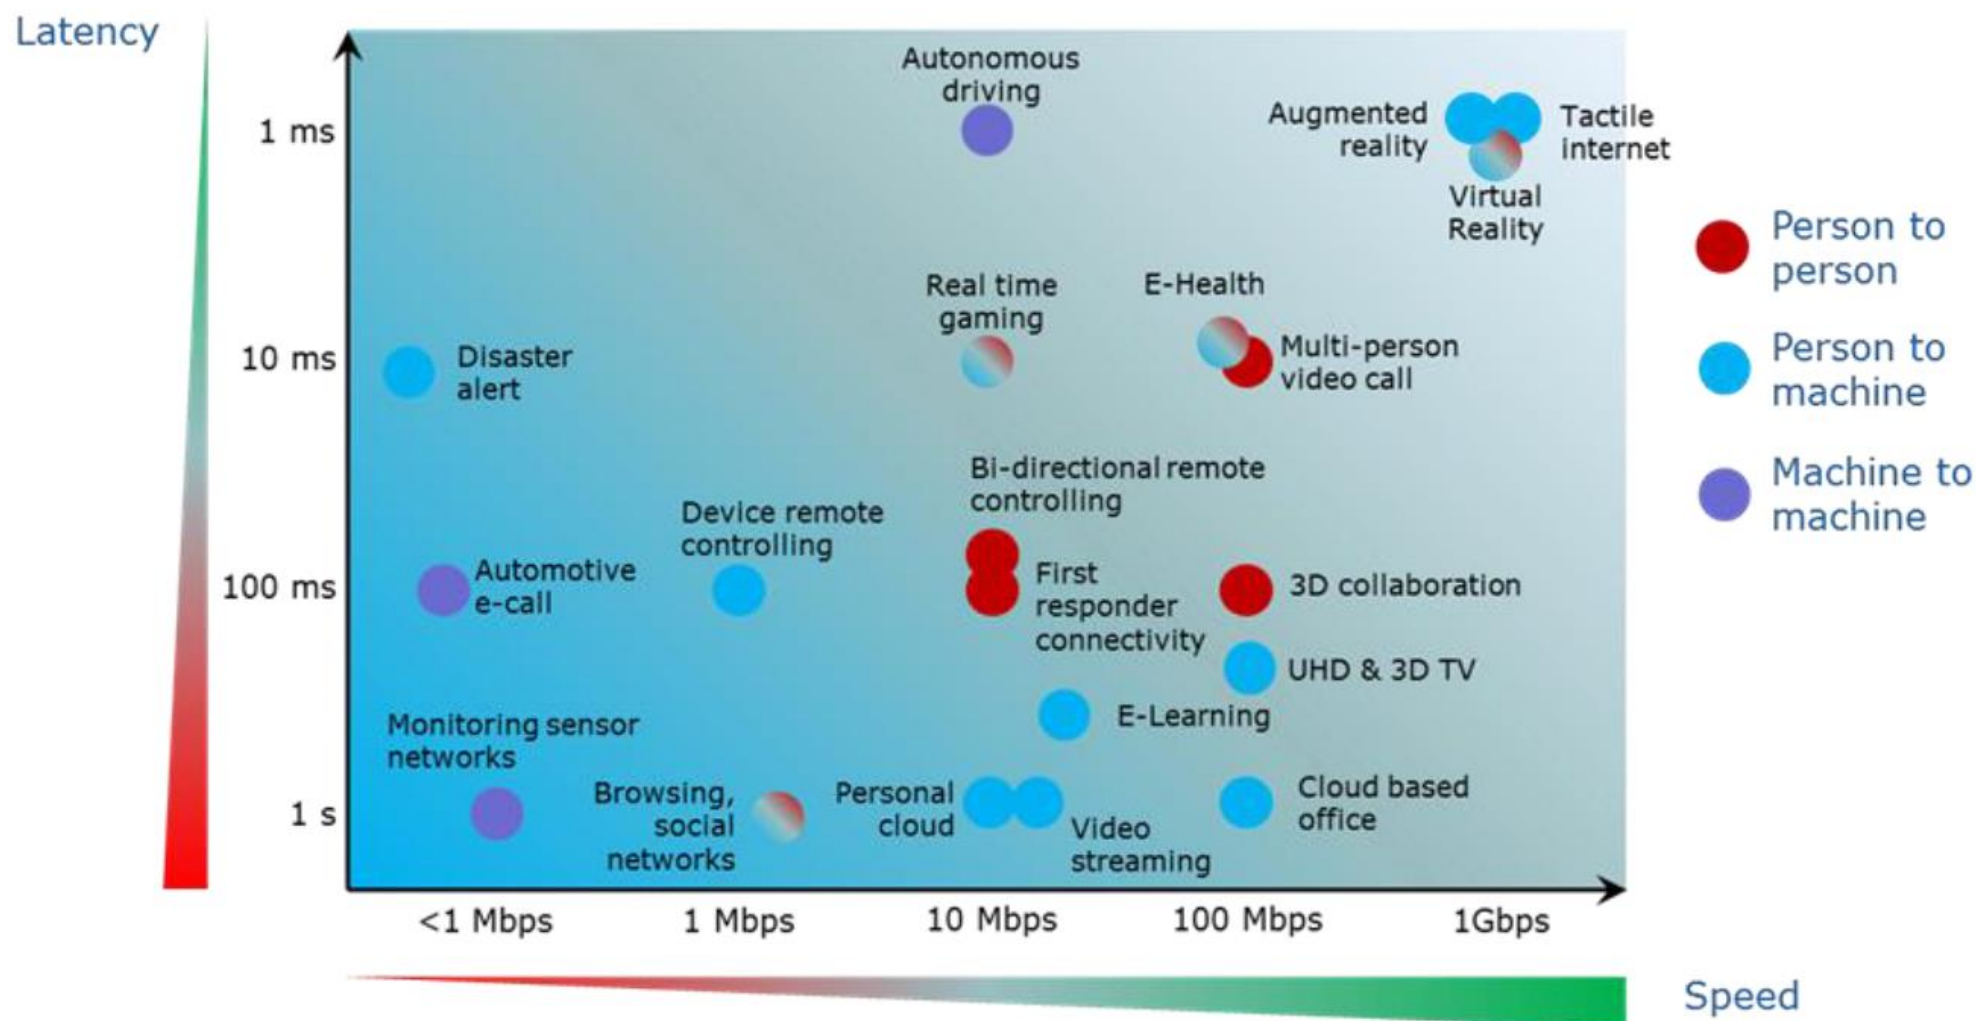 Latency
Autonomous
driving
1 ms
Augmented
reality
Tactile
internet
Virtual
Reality
Person to
person
Real time
gaming
E-Health
10 ms
Disaster
alert
Multi-person
video call
Person to
machine
Bi-directional remote
controlling
Device remote
controlling
Machine to
machine
100 ms
Automotive
e-call
First
responder
connectivity
3D collaboration
UHD & 3D TV
E-Learning
Monitoring sensor
networks
1 s
Browsing,
social
networks
Personal
cloud
Video
streaming
Cloud based
office
<1 Mbps
1 Mbps
10 Mbps
100 Mbps
1Gbps
Speed